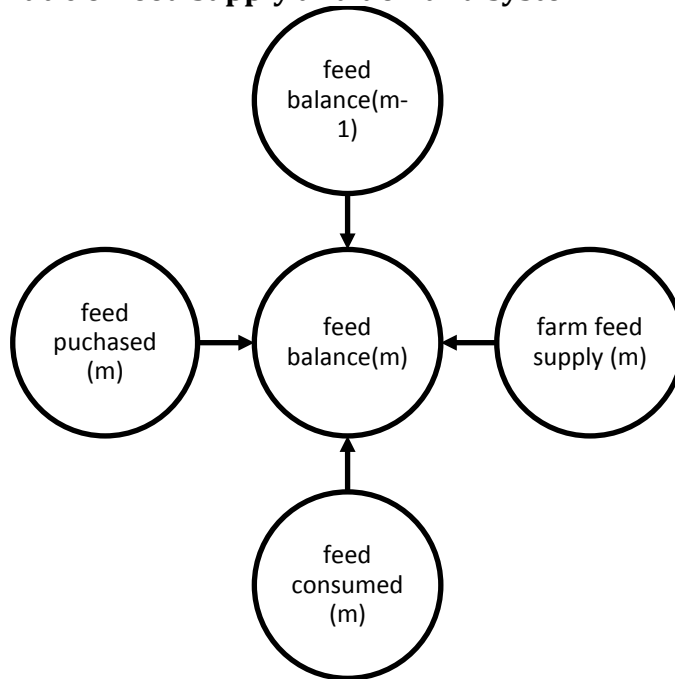 feed
balance(m-
1)
feed
puchased
(m)
feed
balance(m)
farm feed
supply (m)
feed
consumed
(m)